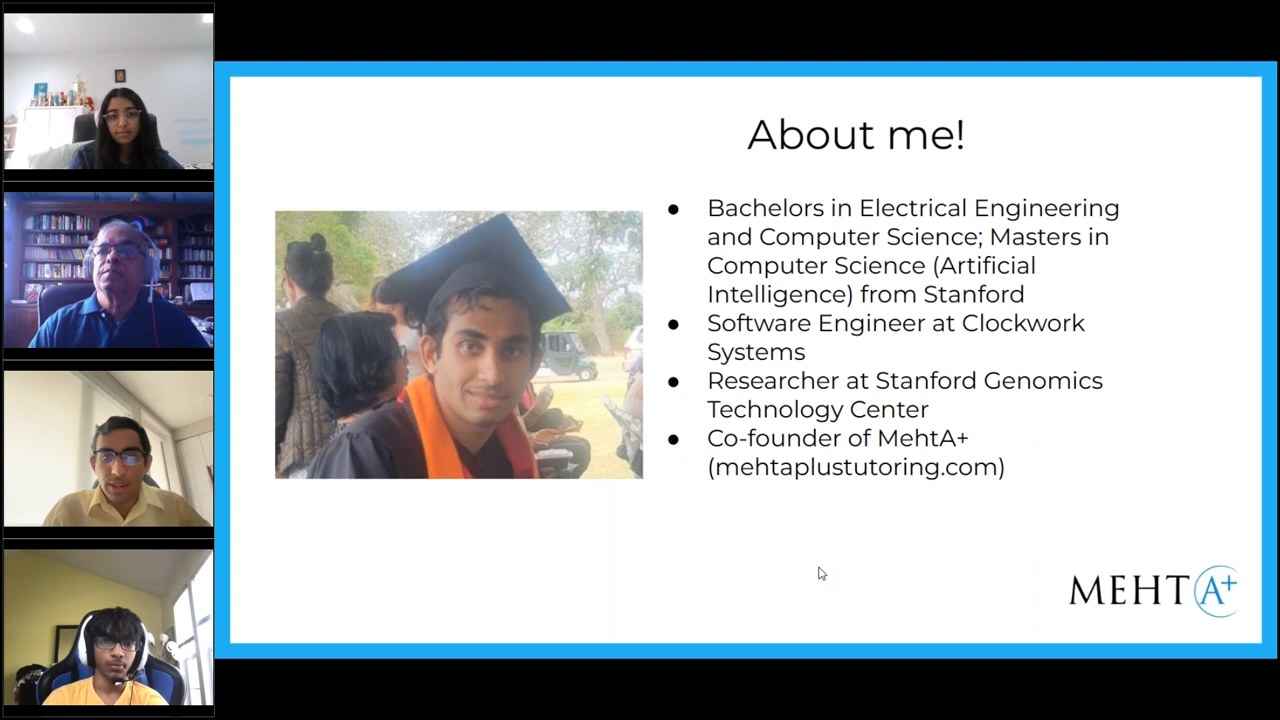 About me!
● Bachelors in Electrical Engineering
and Computer Science; Masters in
Computer Science (Artificial
Intelligence) from Stanford
● Software Engineer at Clockwork
Systems
● Researcher at Stanford Genomics
Technology Center
● Co-founder of MehtA+
(mehtaplustutoring.com)
MEHTA+